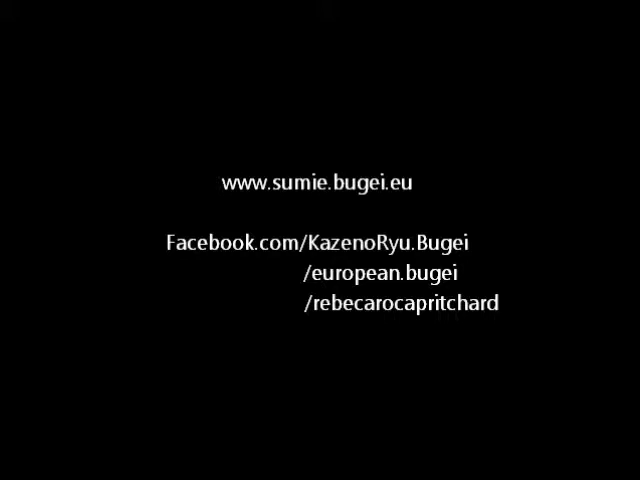 www.sumie.bugei.eu
Facebook.com/KazenoRyu.Bugei
/european.bugei
/rebecarocapritchard